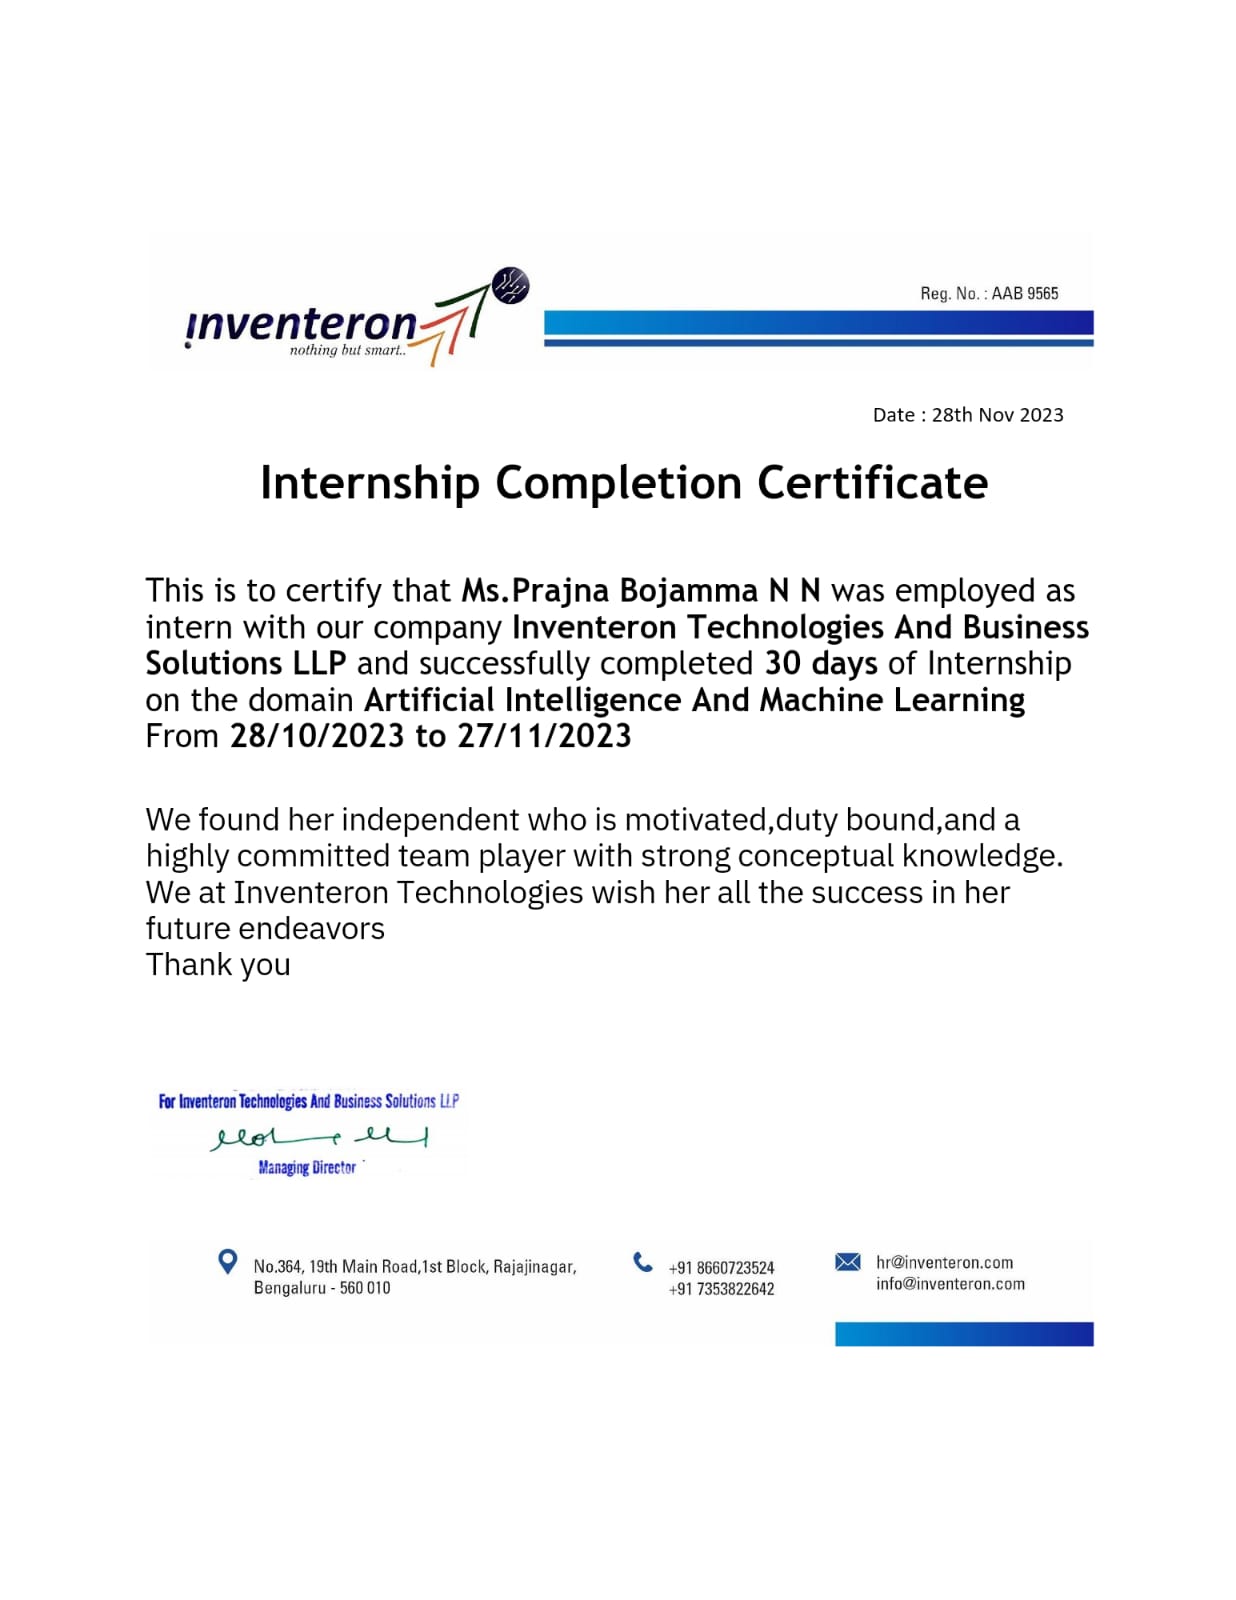 Reg. No. : AAB 9565
inventeron
nothing but smart..
Date : 28th Nov 2023
Internship Completion Certificate
This is to certify that Ms.Prajna Bojamma N N was employed as
intern with our company Inventeron Technologies And Business
Solutions LLP and successfully completed 30 days of Internship
on the domain Artificial Intelligence And Machine Learning
From 28/10/2023 to 27/11/2023
We found her independent who is motivated,duty bound,and a
highly committed team player with strong conceptual knowledge.
We at Inventeron Technologies wish her all the success in her
future endeavors
Thank you
For Inventeron Technologies And Business Solutions LLP
Managing Director
No.364, 19th Main Road,1st Block, Rajajinagar,
Bengaluru - 560 010
+91 8660723524
+91 7353822642
hr@inventeron.com
info@inventeron.com